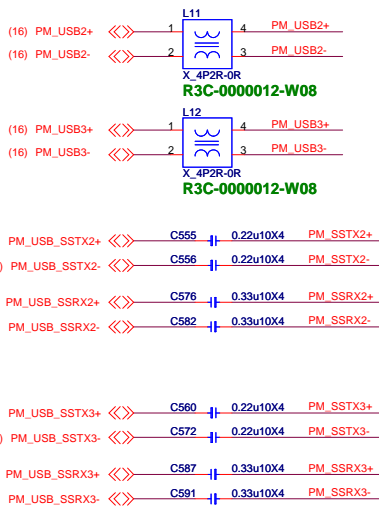 L11
(16) PM_USB2+ 1 4 PM_USB2+
(16) PM_USB2- 2 3 PM_USB2-
X_4P2R-0R
R3C-0000012-W08
L12
(16) PM_USB3+ 1 4 PM_USB3+
(16) PM_USB3- 2 3 PM_USB3-
X_4P2R-0R
R3C-0000012-W08
PM_USB_SSTX2+ C555 0.22u10X4 PM_SSTX2+
) PM_USB_SSTX2- C556 0.22u10X4 PM_SSTX2-
PM_USB_SSRX2+ C576 0.33u10X4 PM_SSRX2+
PM_USB_SSRX2- C582 0.33u10X4 PM_SSRX2-
PM_USB_SSTX3+ C560 0.22u10X4 PM_SSTX3+
) PM_USB_SSTX3- C572 0.22u10X4 PM_SSTX3-
PM_USB_SSRX3+ C587 0.33u10X4 PM_SSRX3+
PM_USB_SSRX3- C591 0.33u10X4 PM_SSRX3-